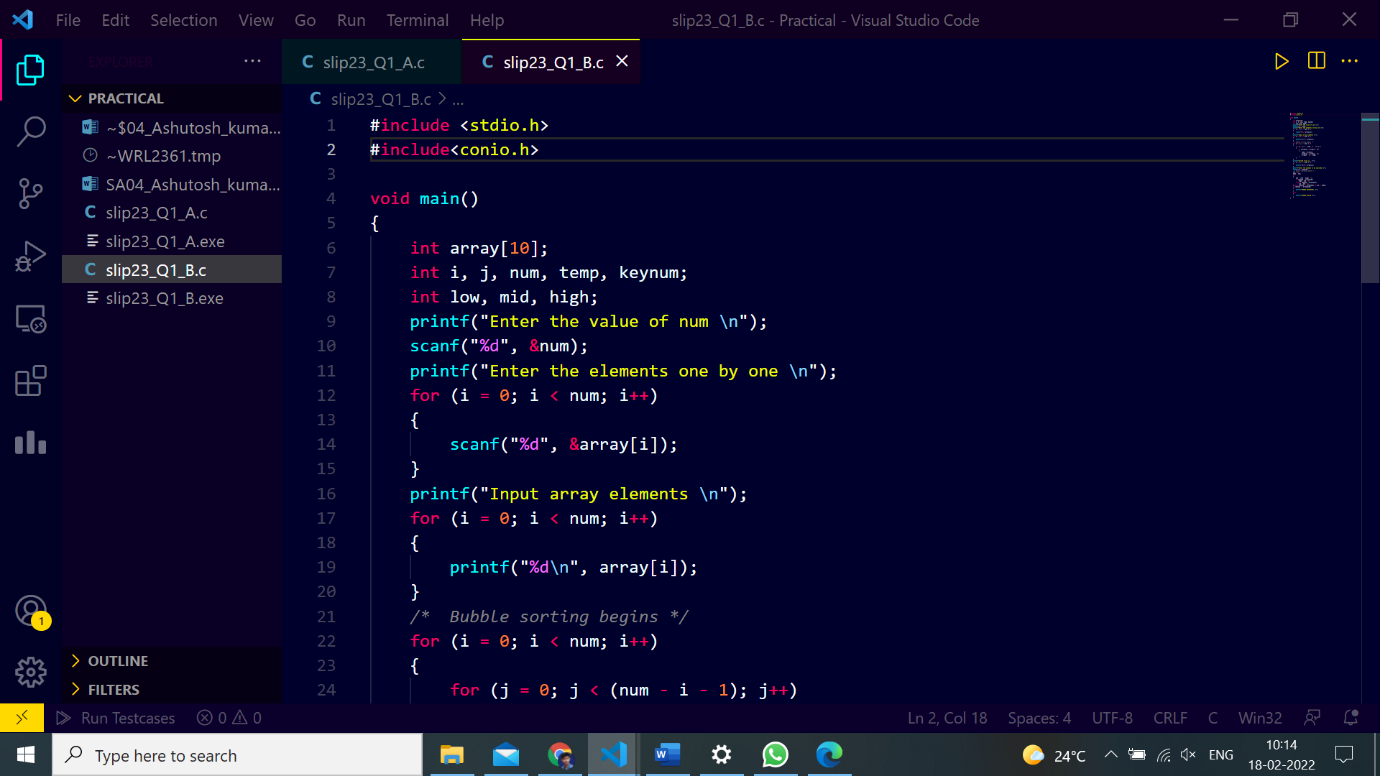 File Edit Selection View Go Run Terminal Help slip23_Q1_B.c - Practical - Visual Studio Code
EXPLORER ...
C slip23_Q1_A.c C slip23_Q1_B.c
PRACTICAL
~$04_Ashutosh_kuma...
~WRL2361.tmp
SA04_Ashutosh_kuma...
C slip23_Q1_A.c
slip23_Q1_A.exe
C slip23_Q1_B.c
slip23_Q1_B.exe
OUTLINE
FILTERS
1
C slip23_Q1_B.c > ...
1 #include <stdio.h>
2 #include<conio.h>
3
4 void main()
5 {
6 int array[10];
7 int i, j, num, temp, keynum;
8 int low, mid, high;
9 printf("Enter the value of num \n");
10 scanf("%d", &num);
11 printf("Enter the elements one by one \n");
12 for (i = 0; i < num; i++)
13 {
14 scanf("%d", &array[i]);
15 }
16 printf("Input array elements \n");
17 for (i = 0; i < num; i++)
18 {
19 printf("%d\n", array[i]);
20 }
21 /*  Bubble sorting begins */
22 for (i = 0; i < num; i++)
23 {
24 for (j = 0; j < (num - i - 1); j++)
Run Testcases 0 0 Ln 2, Col 18 Spaces: 4 UTF-8 CRLF C Win32
Type here to search 24°C ENG 10:14
18-02-2022